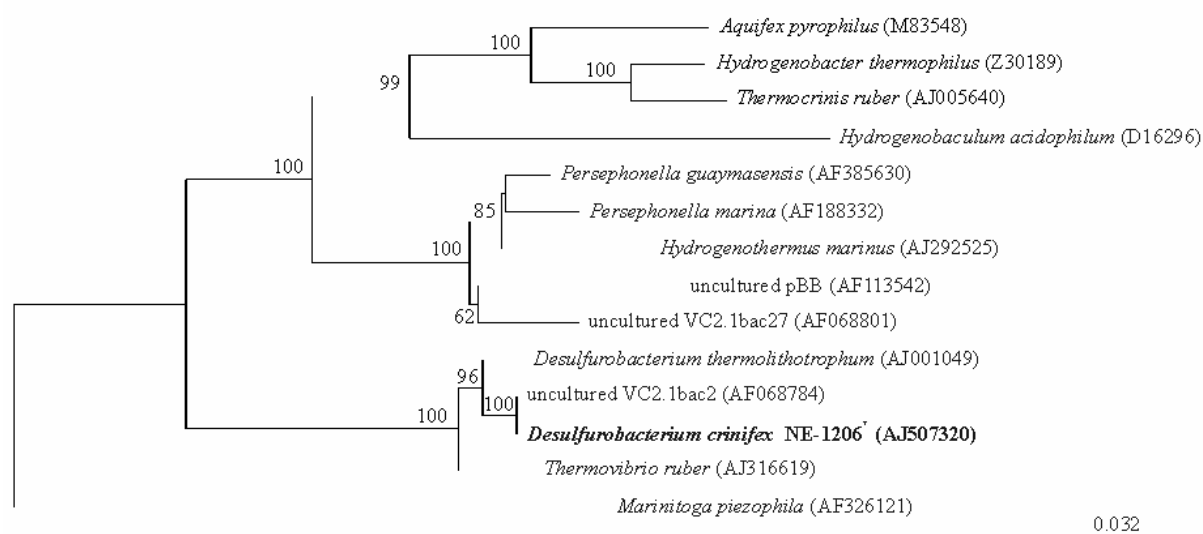 Aquifex pyrophilus (M83548)
100
Hydrogenobacter thermophilus (Z30189)
100
Thermocrinis ruber (AJ005640)
99
Hydrogenobaculum acidophilum (D16296)
100
Persephonella guaymasensis (AF385630)
85
Persephonella marina (AF188332)
Hydrogenothermus marinus (AJ292525)
100
uncultured pBB (AF113542)
62
uncultured VC2.1bac27 (AF068801)
Desulfurobacterium thermolithotrophum (AJ001049)
96
uncultured VC2.1bac2 (AF068784)
100
100
Desulfurobacterium crinifex NE-1206ᵀ (AJ507320)
Thermovibrio ruber (AJ316619)
Marinitoga piezophila (AF326121)
0.032